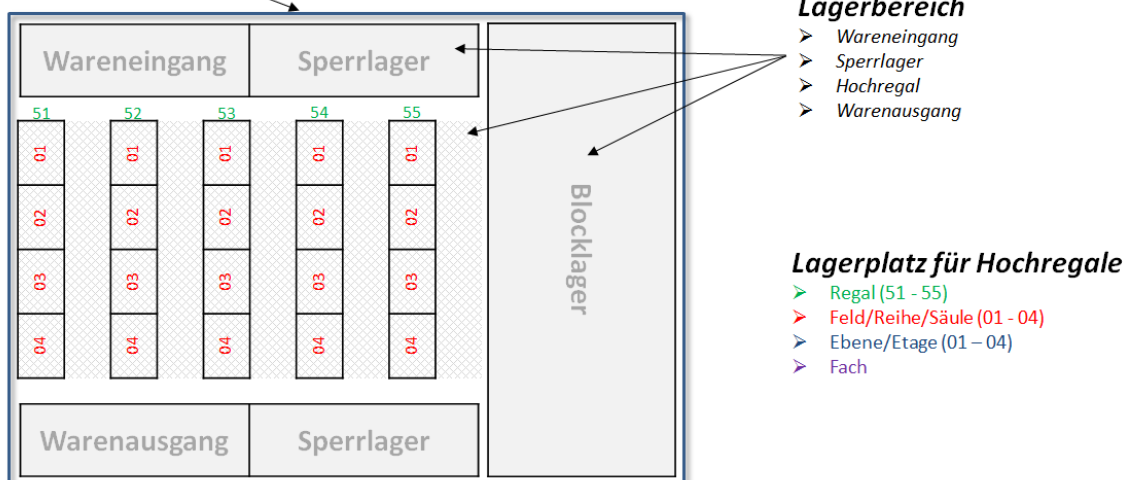 Lagerbereich
Wareneingang
Sperrlager
Hochregal
Warenausgang
Wareneingang Sperrlager
51 52 53 54 55
01 01 01 01 01
02 02 02 02 02
03 03 03 03 03
04 04 04 04 04
Blocklager
Warenausgang Sperrlager
Lagerplatz für Hochregale
Regal (51 - 55)
Feld/Reihe/Säule (01 - 04)
Ebene/Etage (01 – 04)
Fach